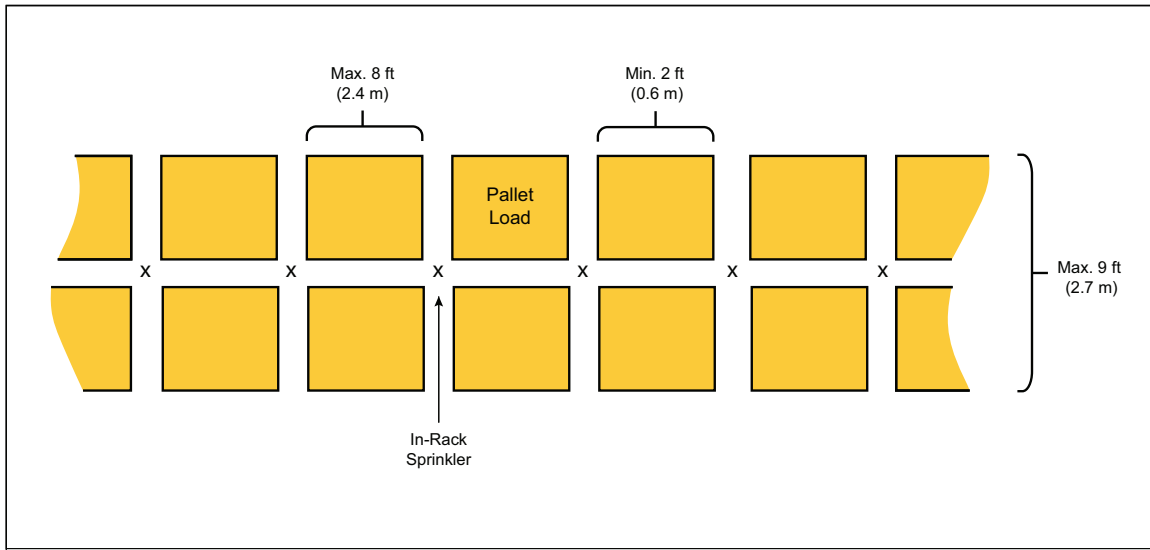 Max. 8 ft
(2.4 m)
Min. 2 ft
(0.6 m)
Pallet
Load
x x x x x x
Max. 9 ft
(2.7 m)
In-Rack
Sprinkler